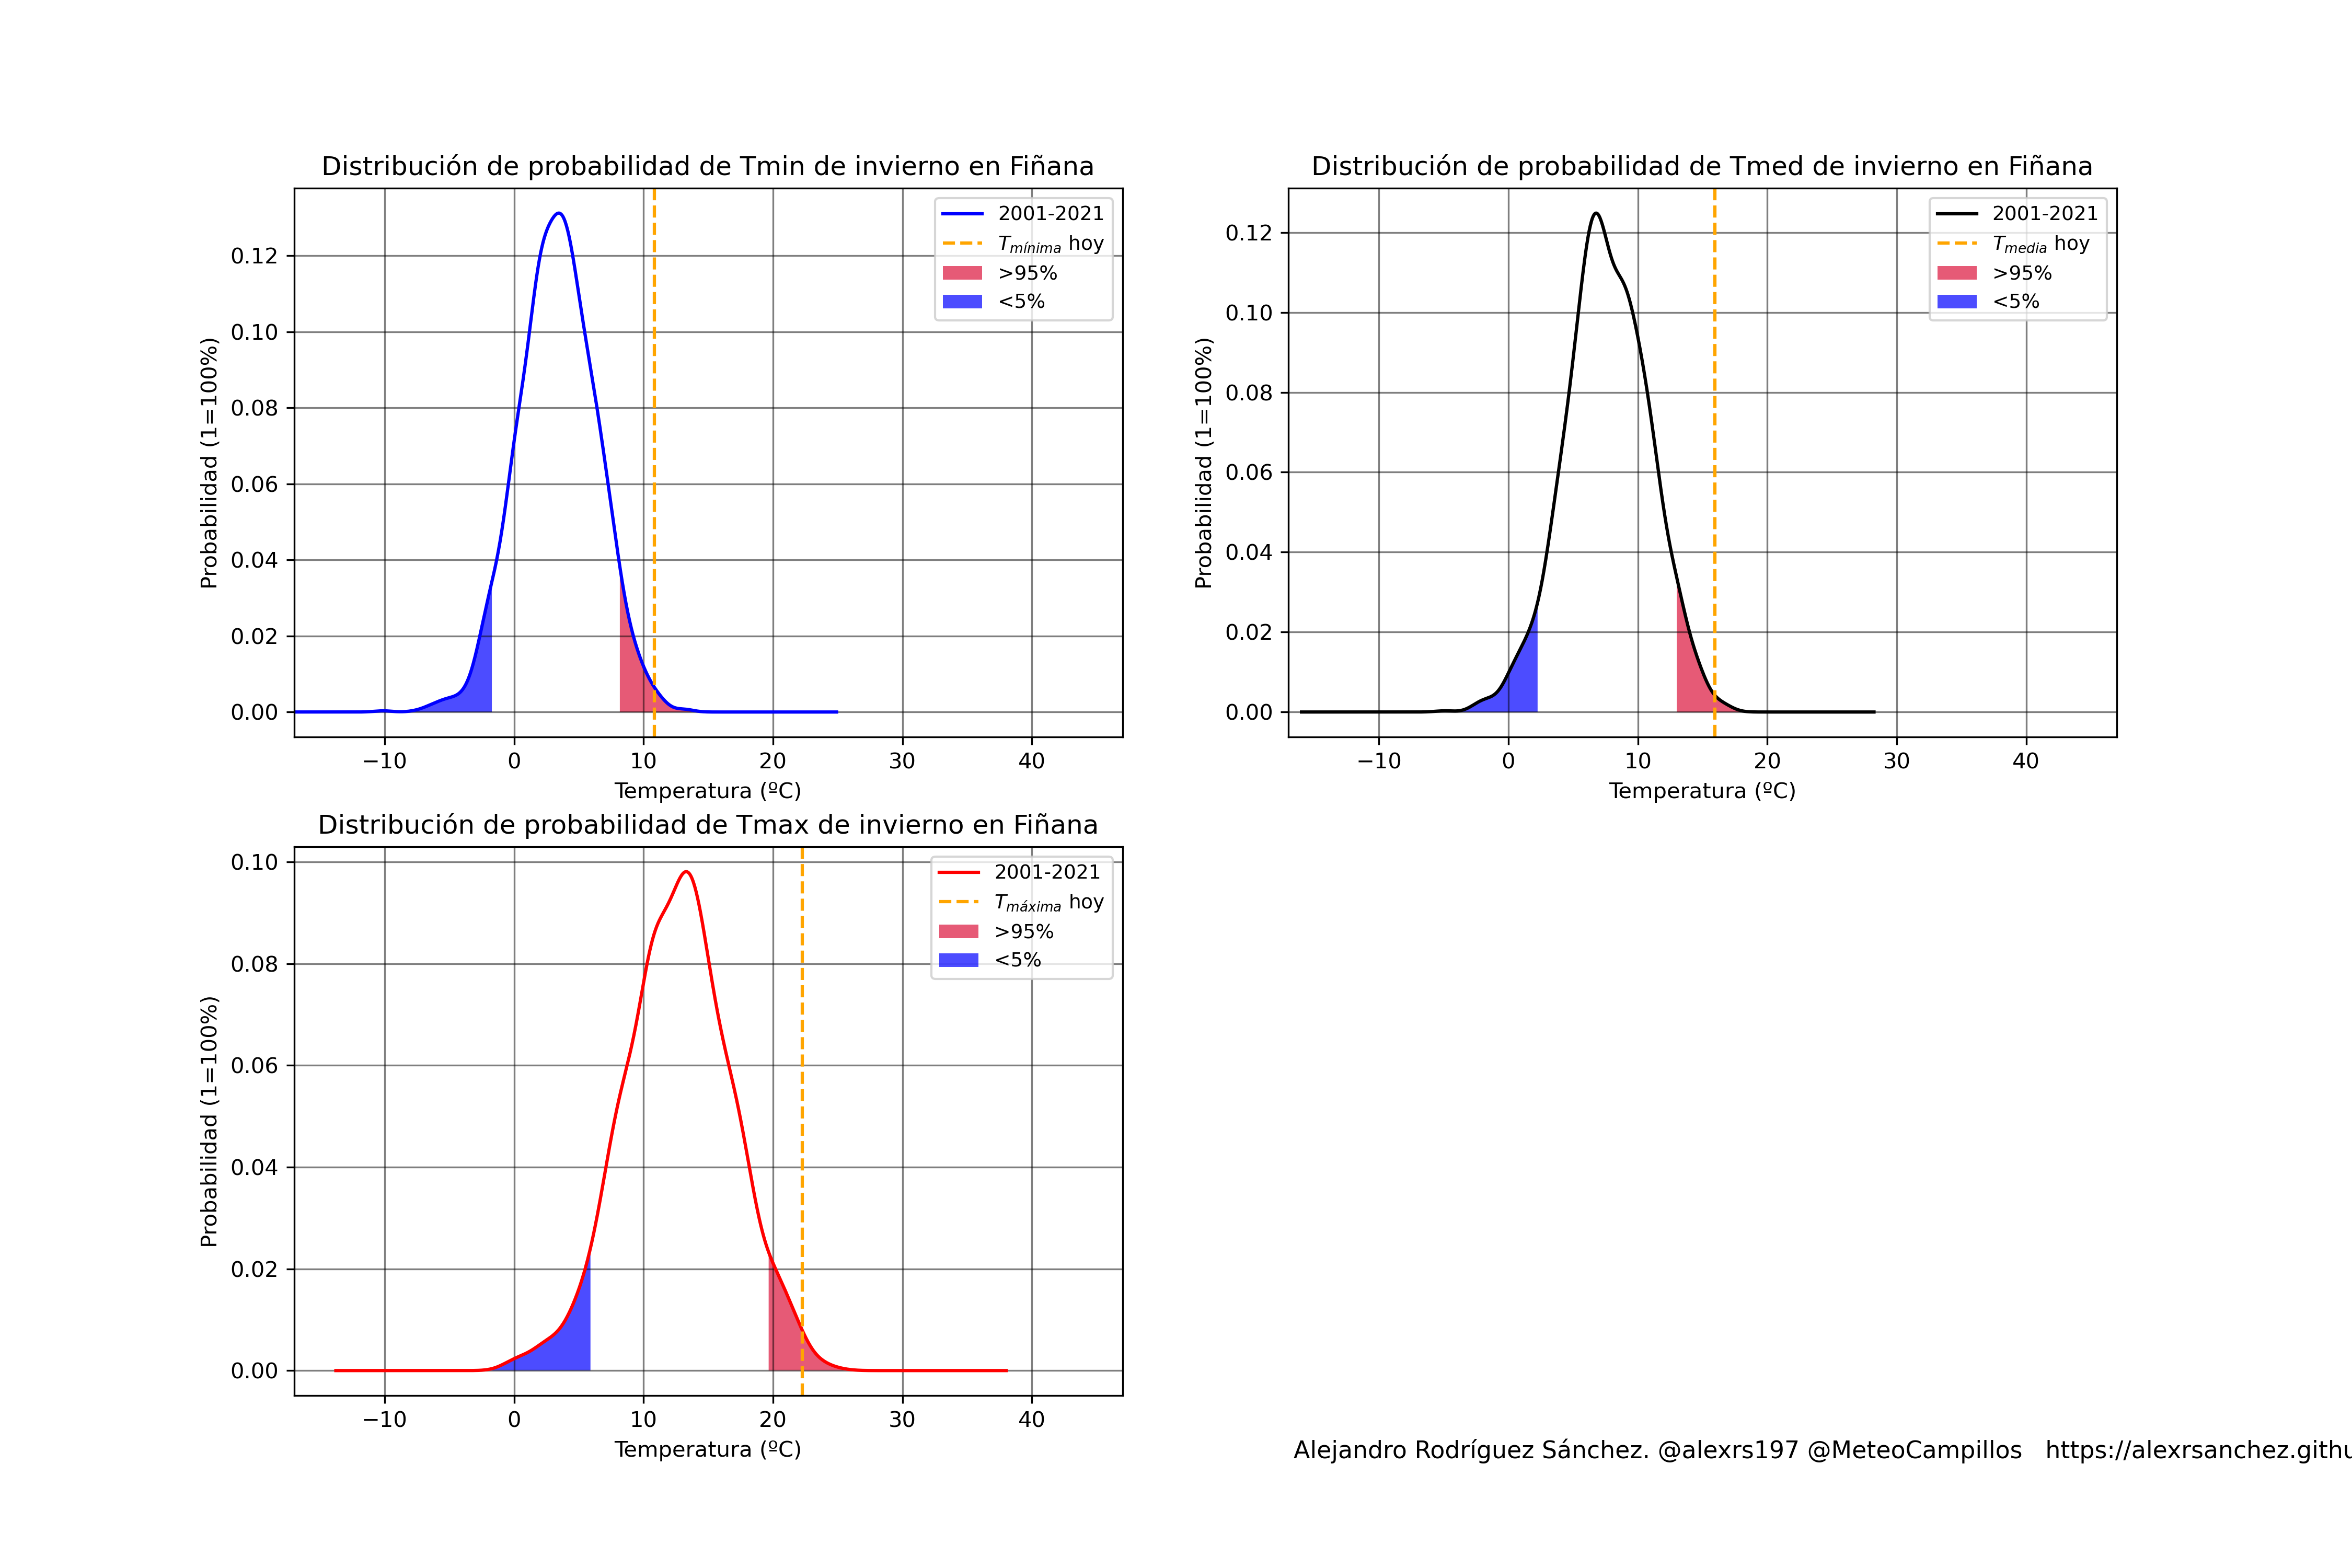 Distribución de probabilidad de Tmin de invierno en Fiñana
Probabilidad (1=100%)
0.12
0.10
0.08
0.06
0.04
0.02
0.00
2001-2021
Tmínima hoy
>95%
<5%
−10 0 10 20 30 40
Temperatura (ºC)
Distribución de probabilidad de Tmed de invierno en Fiñana
Probabilidad (1=100%)
0.12
0.10
0.08
0.06
0.04
0.02
0.00
2001-2021
Tmedia hoy
>95%
<5%
−10 0 10 20 30 40
Temperatura (ºC)
Distribución de probabilidad de Tmax de invierno en Fiñana
Probabilidad (1=100%)
0.10
0.08
0.06
0.04
0.02
0.00
2001-2021
Tmáxima hoy
>95%
<5%
−10 0 10 20 30 40
Temperatura (ºC)
Alejandro Rodríguez Sánchez. @alexrs197 @MeteoCampillos https://alexrsanchez.githu